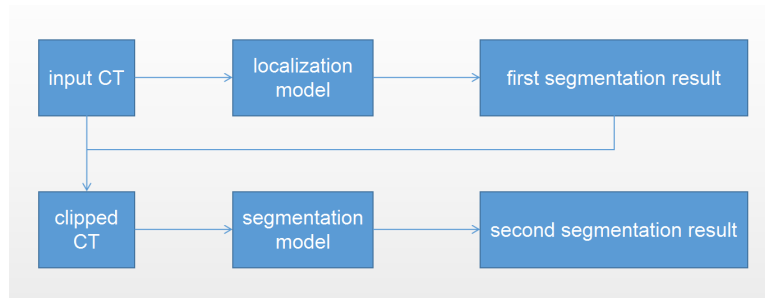 input CT
localization
model
first segmentation result
clipped
CT
segmentation
model
second segmentation result